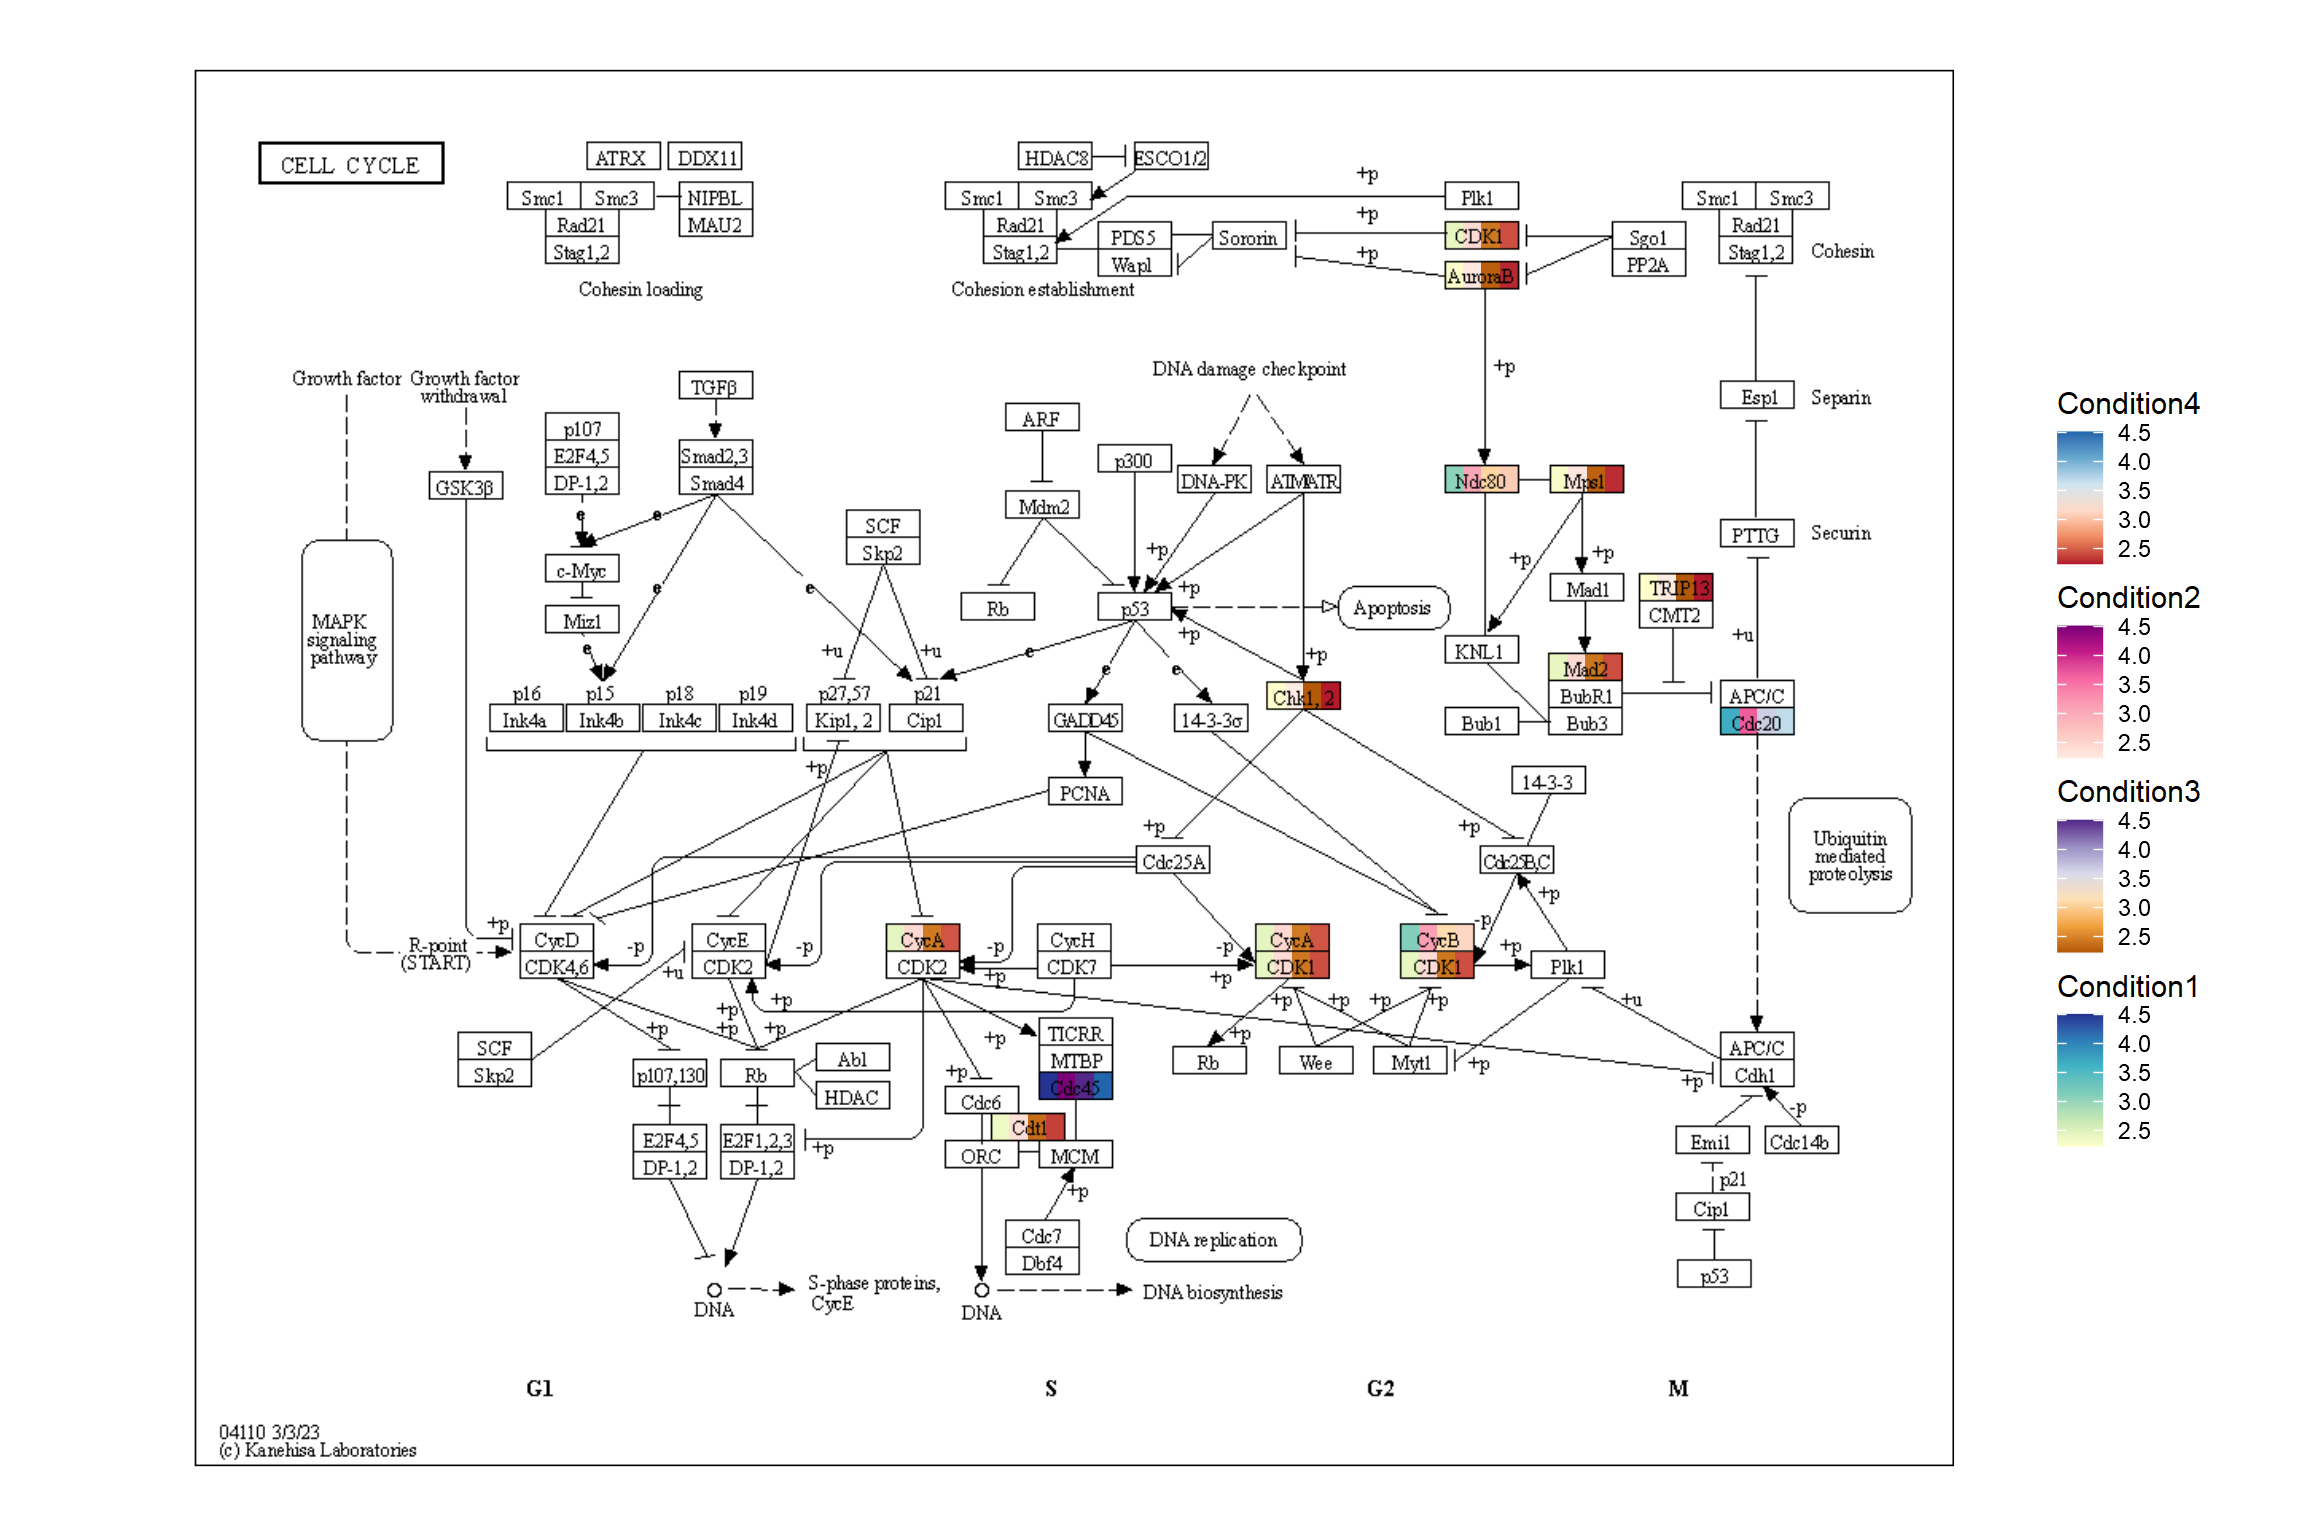 CELL CYCLE
ATRX
DDX11
Smc1
Smc3
NIPBL
Rad21
MAU2
Stag1,2
Cohesin loading
HDAC8
ESCO1/2
Smc1
Smc3
Rad21
Stag1,2
PDS5
Wapl
Sororin
Cohesion establishment
+p
Plk1
+p
CDK1
+p
AuroraB
Sgo1
PP2A
Smc1
Smc3
Rad21
Stag1,2
Cohesin
Growth factor
Growth factor
withdrawal
TGFβ
DNA damage checkpoint
+p
Esp1
Separin
p107
E2F4,5
DP-1,2
Smad2,3
Smad4
GSK3β
ARF
p300
DNA-PK
ATM/ATR
Mdm2
Ndc80
Mps1
e
e
SCF
Skp2
PTTG
Securin
c-Myc
e
e
+p
+p
+p
+p
Mad1
TRIP13
CMT2
Rb
p53
Apoptosis
MAPK
signaling
pathway
Miz1
e
+u
+u
e
+p
+p
KNL1
+u
e
e
Mad2
BubR1
Bub3
Bub1
APC/C
Cdc20
p16
p15
p18
p19
p27,57
p21
Ink4a
Ink4b
Ink4c
Ink4d
Kip1, 2
Cip1
GADD45
14-3-3σ
Chk1, 2
+p
PCNA
14-3-3
+p
+p
Cdc25A
Cdc25B,C
Ubiquitin
mediated
proteolysis
+p
R-point
(START)
+p
CycD
CDK4,6
-p
+u
CycE
CDK2
-p
CycA
CDK2
-p
+p
CycH
CDK7
-p
+p
CycA
CDK1
CycB
CDK1
-p
+p
Plk1
+p
+p
+p
+p
+p
+p
+p
+p
+p
+p
+u
SCF
Skp2
p107,130
Rb
Abl
HDAC
TICRR
MTBP
Cdc45
+p
Cdc6
Cdt1
ORC
MCM
+p
Rb
Wee
Myt1
+p
APC/C
Cdh1
+p
-p
E2F4,5
DP-1,2
E2F1,2,3
DP-1,2
+p
Emi1
Cdc14b
p21
Cip1
p53
Cdc7
Dbf4
DNA replication
DNA
S-phase proteins,
CycE
DNA
DNA biosynthesis
G1
S
G2
M
04110 3/3/23
(c) Kanehisa Laboratories
Condition4
4.5
4.0
3.5
3.0
2.5
Condition2
4.5
4.0
3.5
3.0
2.5
Condition3
4.5
4.0
3.5
3.0
2.5
Condition1
4.5
4.0
3.5
3.0
2.5